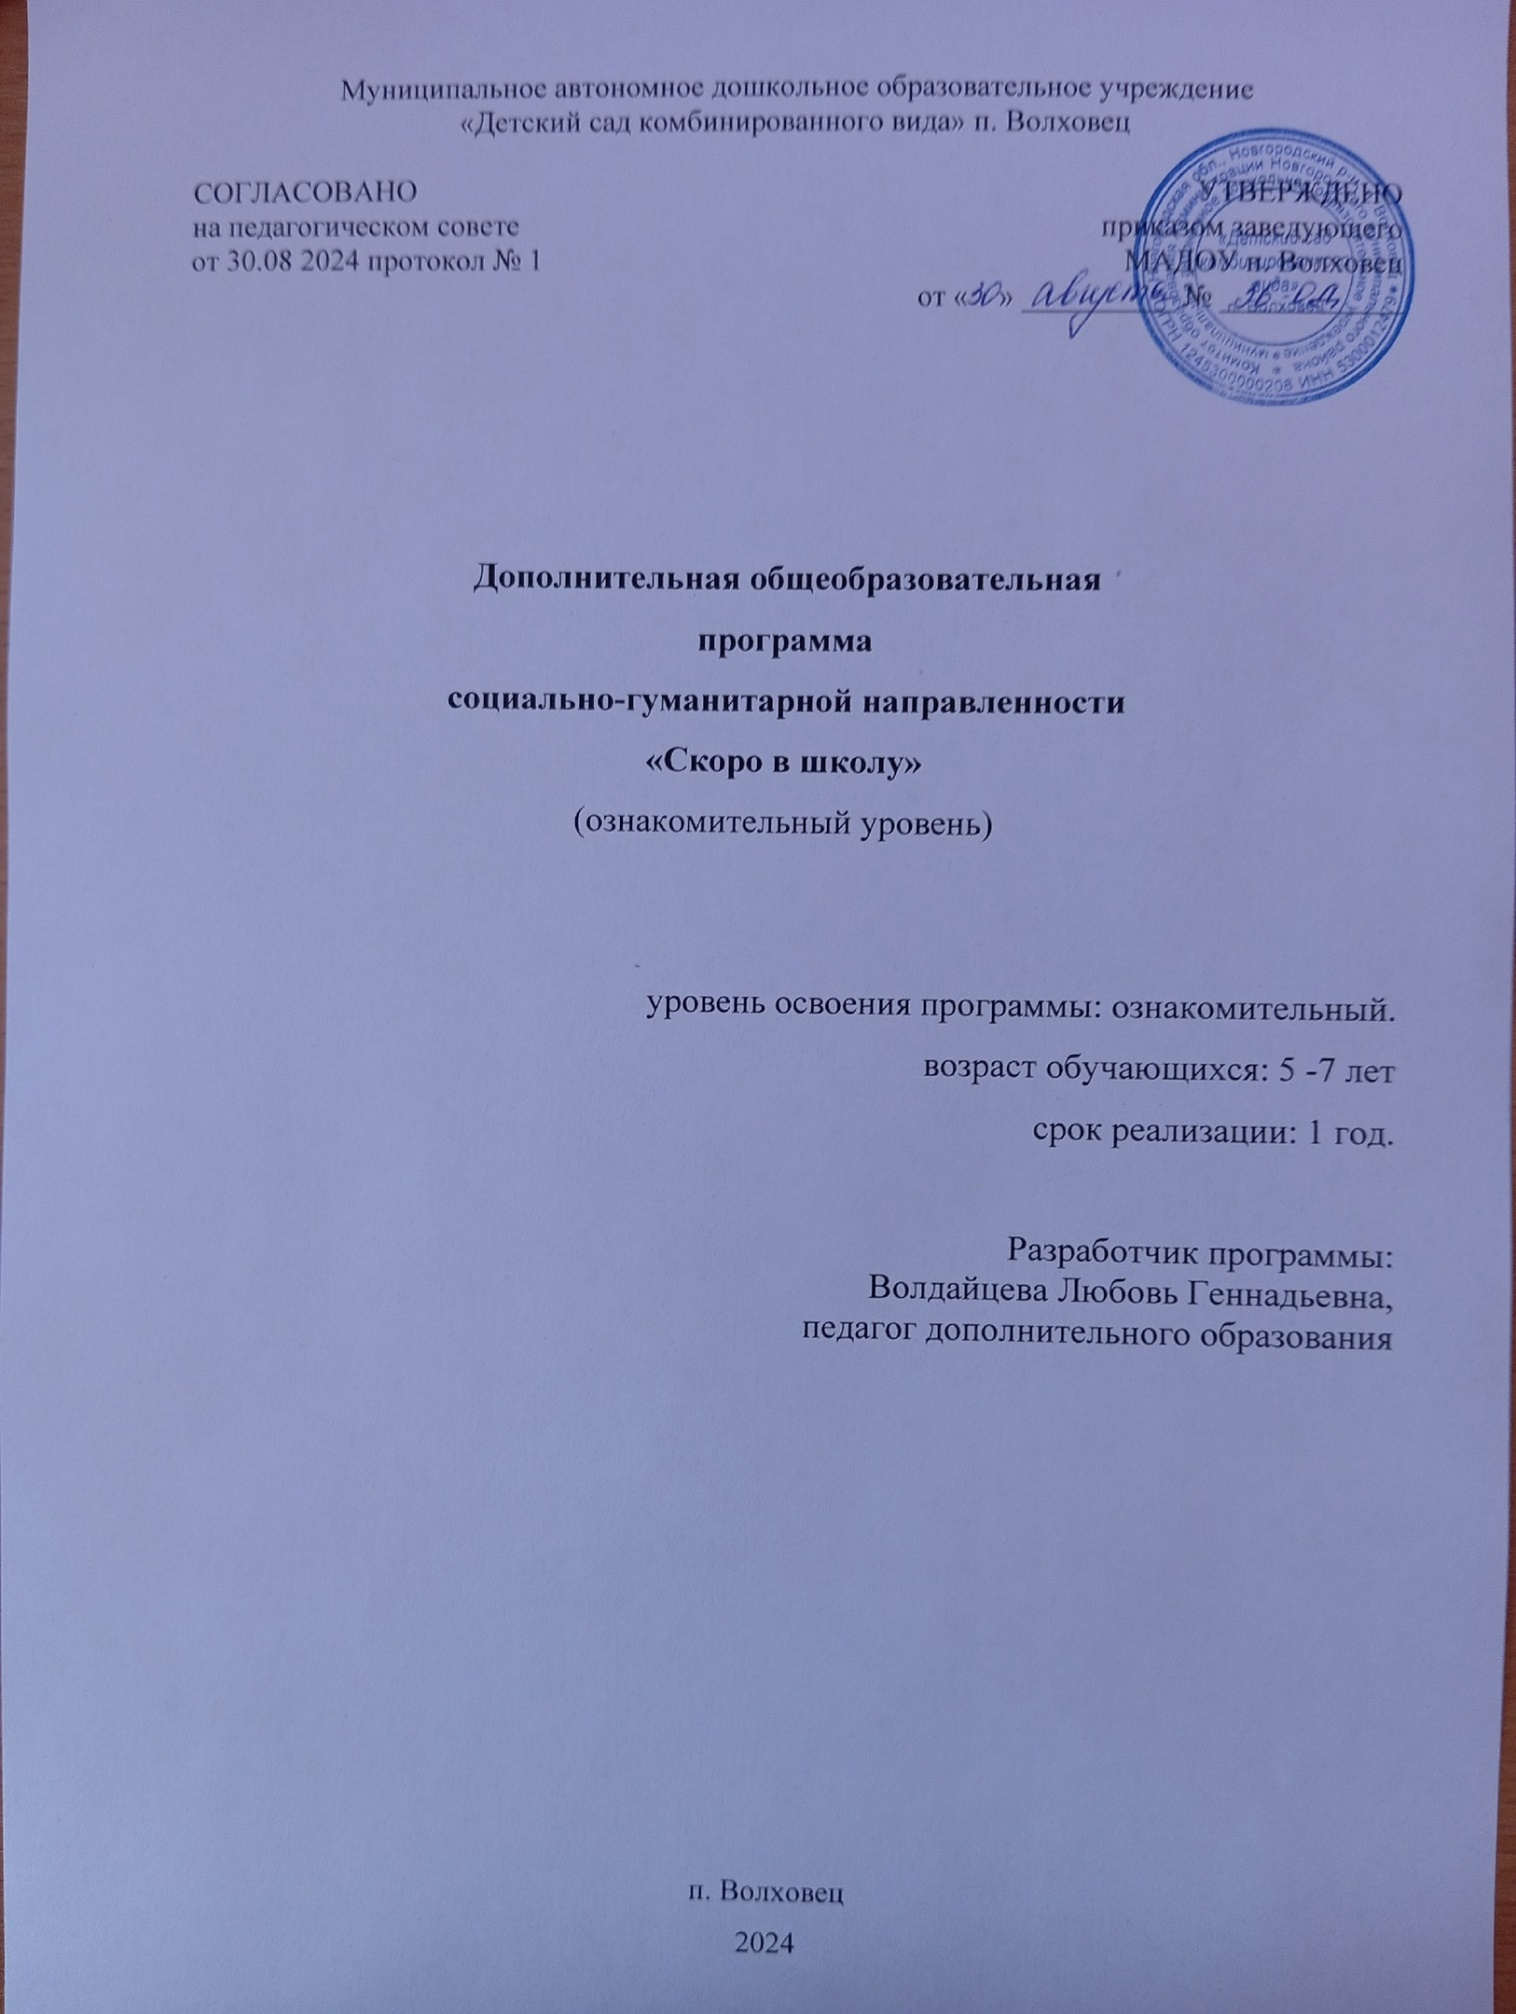 Муниципальное автономное дошкольное образовательное учреждение
«Детский сад комбинированного вида» п. Волховец
СОГЛАСОВАНО
на педагогическом совете
от 30.08 2024 протокол № 1
УТВЕРЖДЕНО
приказом заведующего
МАДОУ п. Волховец
от «30» августа №
Дополнительная общеобразовательная
программа
социально-гуманитарной направленности
«Скоро в школу»
(ознакомительный уровень)
уровень освоения программы: ознакомительный.
возраст обучающихся: 5 -7 лет
срок реализации: 1 год.
Разработчик программы:
Волдайцева Любовь Геннадьевна,
педагог дополнительного образования
п. Волховец
2024